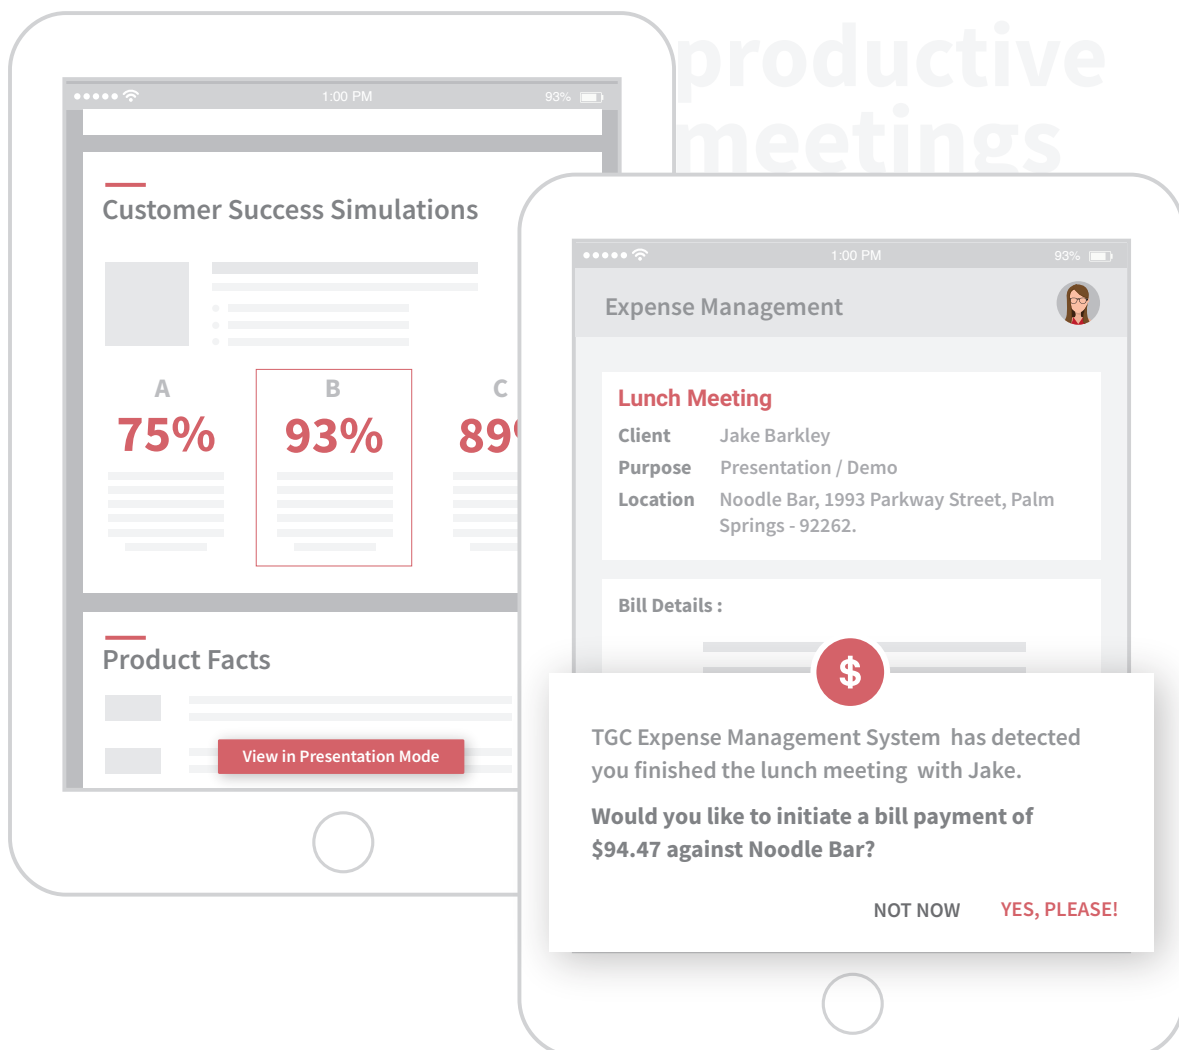 productive
meetings
1:00 PM
93%
Customer Success Simulations
A
75%
B
93%
C
89
Product Facts
View in Presentation Mode
1:00 PM
93%
Expense Management
Lunch Meeting
Client Jake Barkley
Purpose Presentation / Demo
Location Noodle Bar, 1993 Parkway Street, Palm
Springs - 92262.
Bill Details :
$
TGC Expense Management System has detected
you finished the lunch meeting with Jake.
Would you like to initiate a bill payment of
$94.47 against Noodle Bar?
NOT NOW YES, PLEASE!